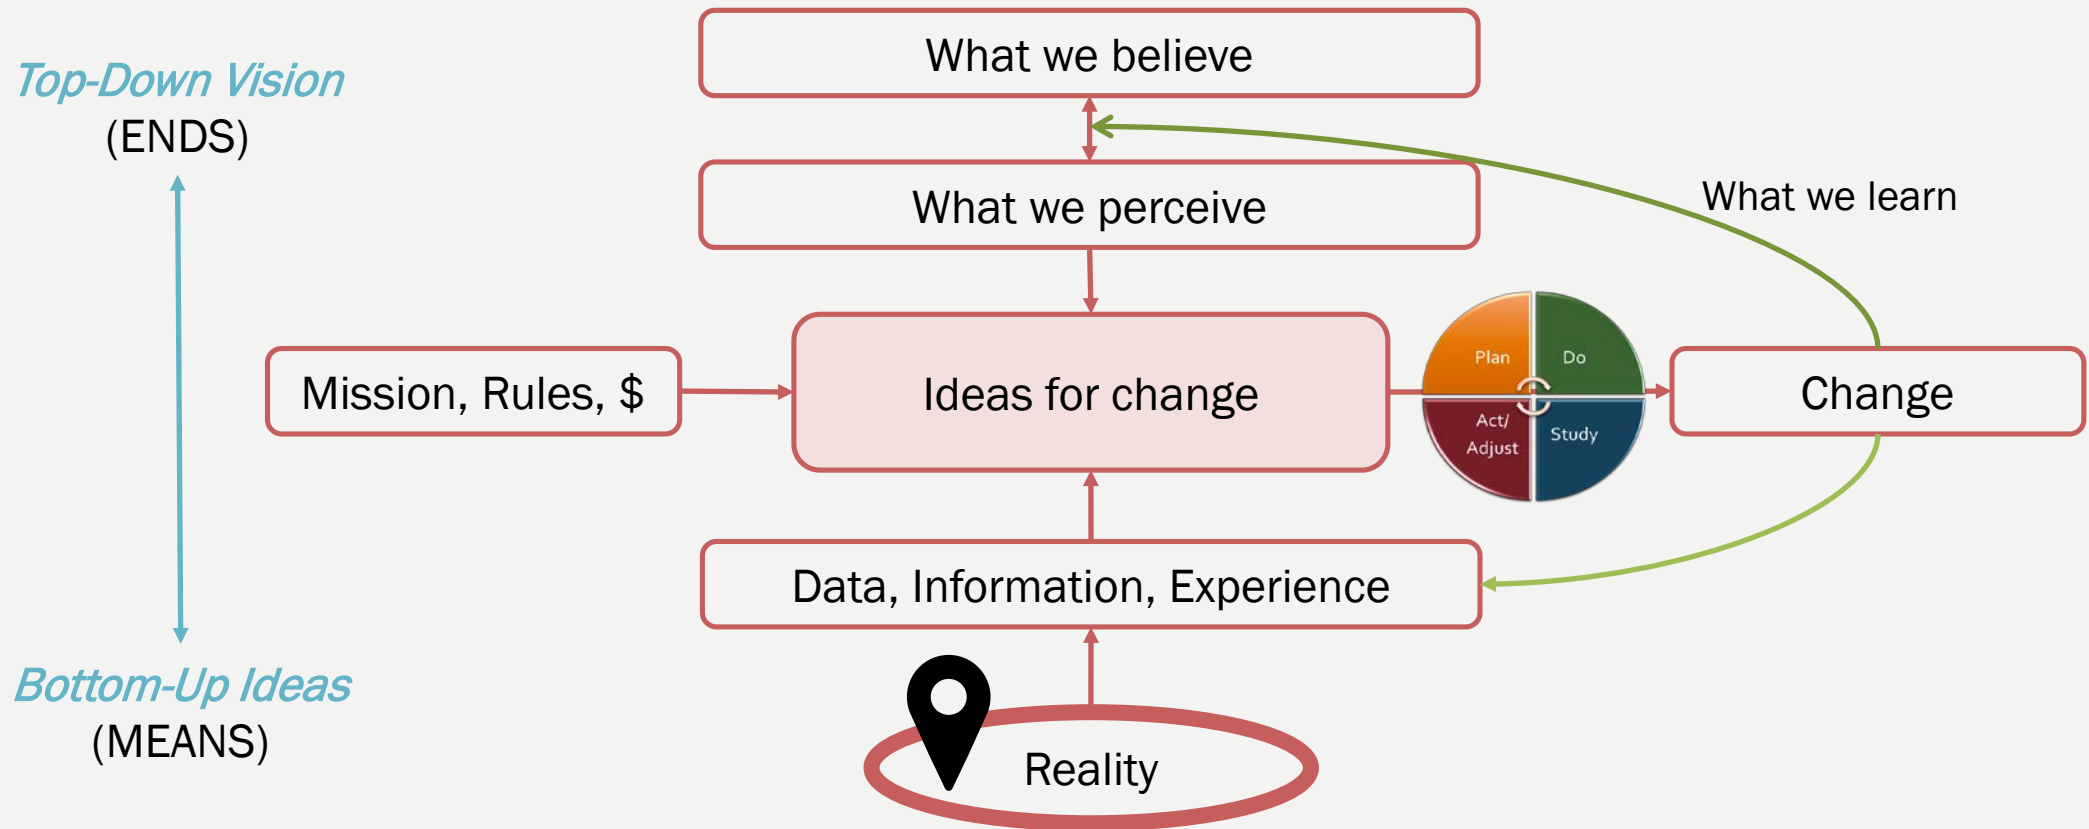 What we believe
Top-Down Vision
(ENDS)
What we perceive
What we learn
Mission, Rules, $
Ideas for change
Plan
Do
Act/
Adjust
Study
Change
Data, Information, Experience
Bottom-Up Ideas
(MEANS)
Reality